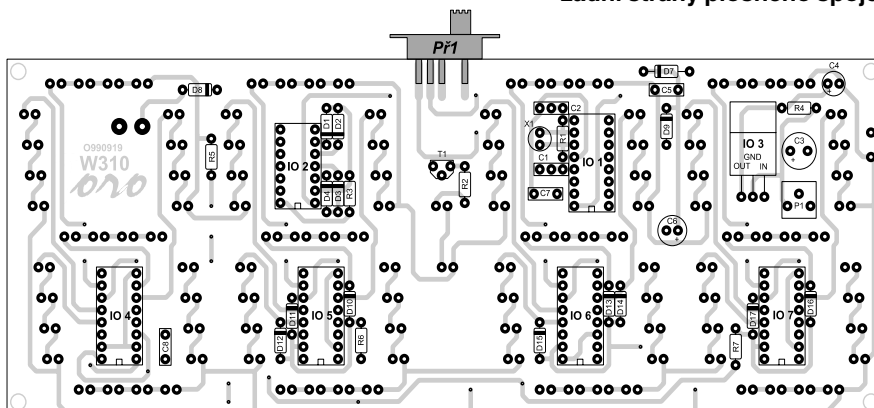 zadní strany plošného spoje
Př1
D7
C4
D8
C5
C2
R4
D1
D2
X1
R1
D9
O990919
W310
oro
R5
IO 2
T1
R2
C1
IO 1
IO 3
GND
OUT IN
C3
+
D4
D3
R3
C7
P1
C6
+
IO 4
C8
D12
D11
IO 5
D10
R6
D15
IO 6
D13
D14
R7
D17
IO 7
D16